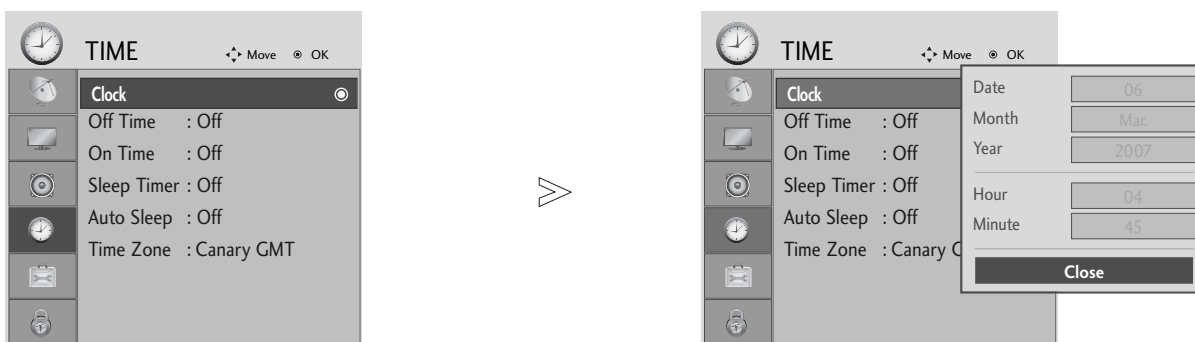 TIME
Move OK
Clock
Off Time : Off
On Time : Off
Sleep Timer : Off
Auto Sleep : Off
Time Zone : Canary GMT
TIME
Move OK
Clock
Off Time : Off
On Time : Off
Sleep Timer : Off
Auto Sleep : Off
Time Zone : Canary G
Date 06
Month Mar.
Year 2007
Hour 04
Minute 45
Close